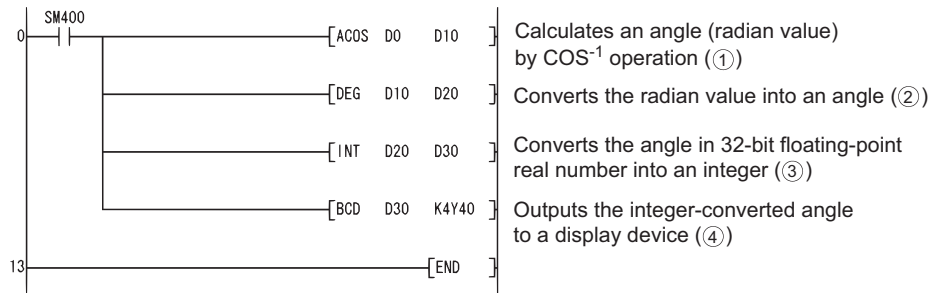 SM400
0 [ACOS D0 D10 ] Calculates an angle (radian value)
by COS-1 operation (①)
[DEG D10 D20 ] Converts the radian value into an angle (②)
[INT D20 D30 ] Converts the angle in 32-bit floating-point
real number into an integer (③)
[BCD D30 K4Y40 ] Outputs the integer-converted angle
to a display device (④)
13 [END ]